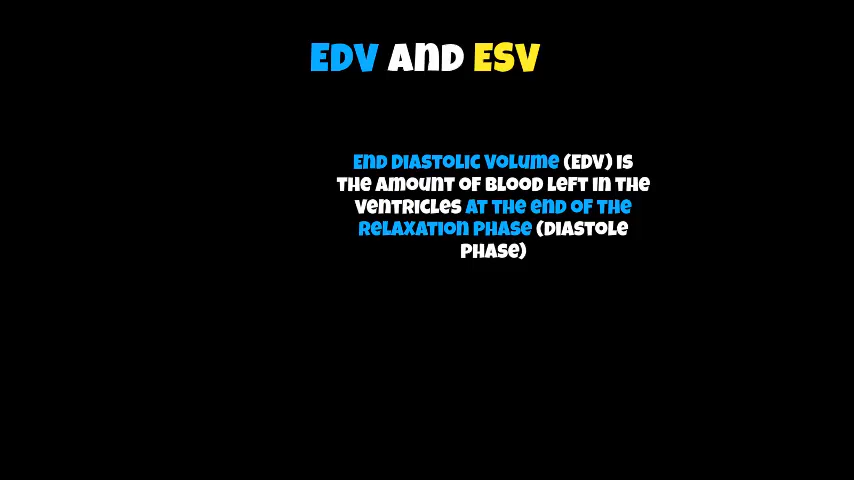 EDV and ESV
End Diastolic Volume (EDV) is
the amount of blood left in the
ventricles at the end of the
relaxation phase (diastole
phase)